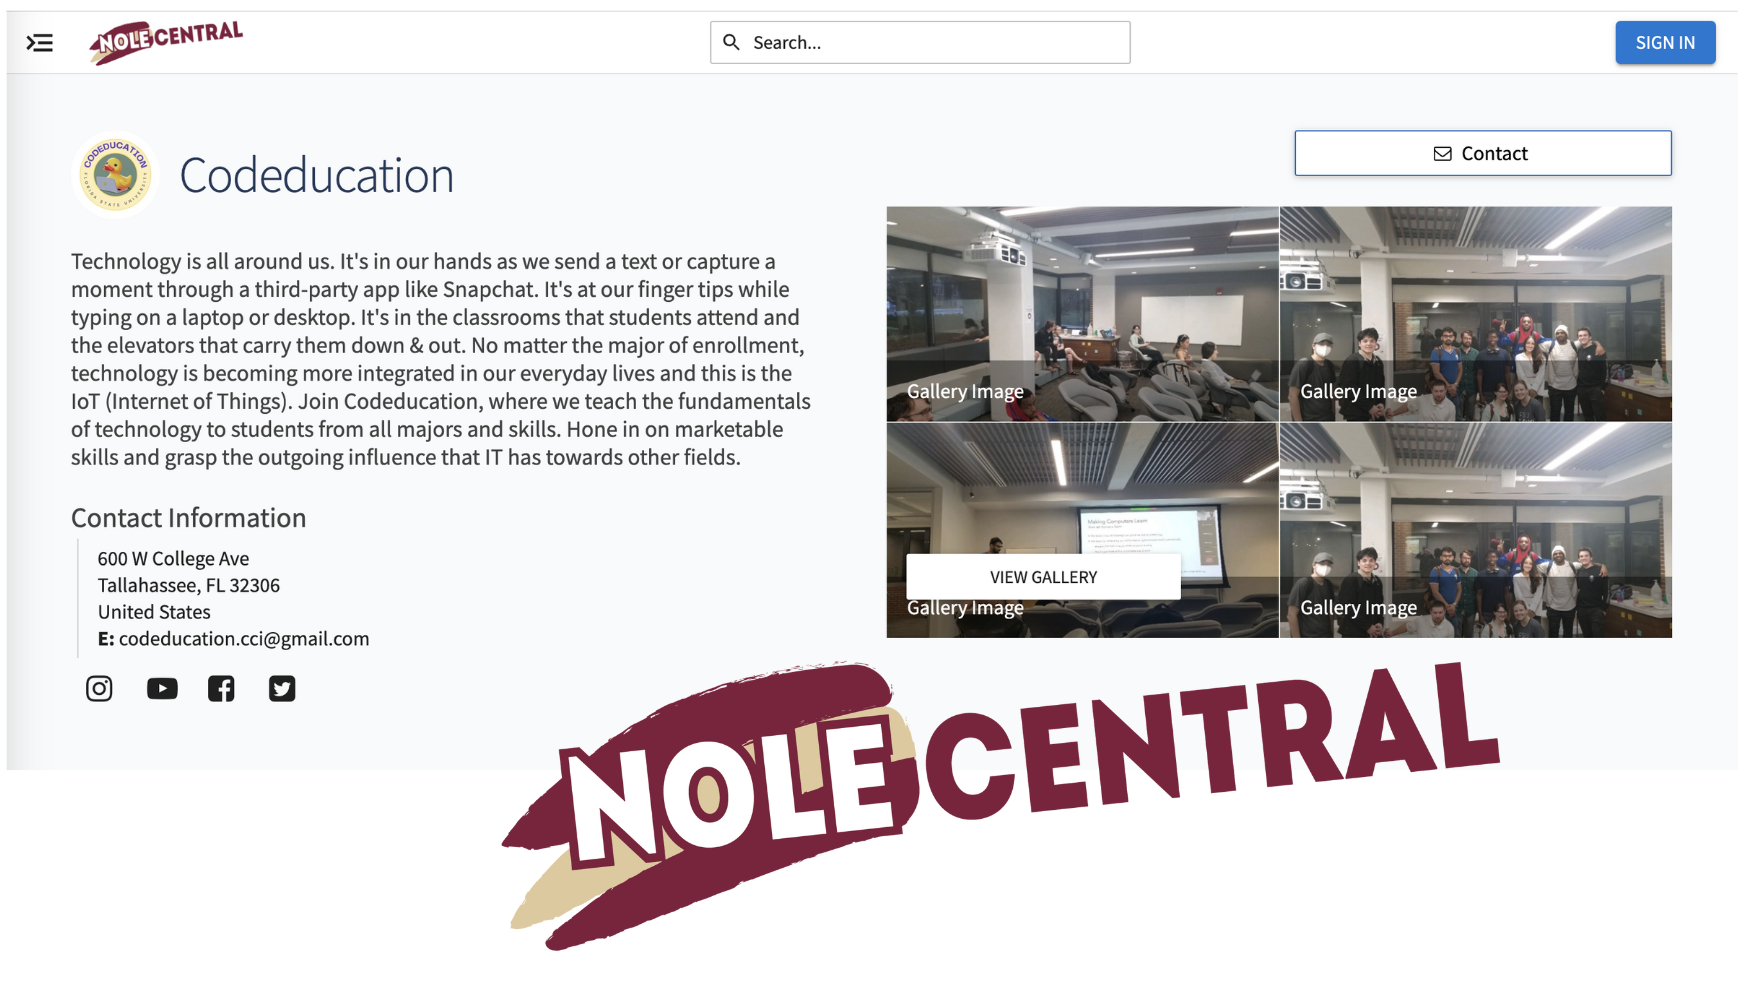 NOLE CENTRAL
Search...
SIGN IN
CODEDUCATION
FLORIDA STATE UNIVERSITY
Codeducation
Contact
Technology is all around us. It's in our hands as we send a text or capture a
moment through a third-party app like Snapchat. It's at our finger tips while
typing on a laptop or desktop. It's in the classrooms that students attend and
the elevators that carry them down & out. No matter the major of enrollment,
technology is becoming more integrated in our everyday lives and this is the
IoT (Internet of Things). Join Codeducation, where we teach the fundamentals
of technology to students from all majors and skills. Hone in on marketable
skills and grasp the outgoing influence that IT has towards other fields.
Contact Information
600 W College Ave
Tallahassee, FL 32306
United States
E: codeducation.cci@gmail.com
Gallery Image
Gallery Image
Making Computers Learn
VIEW GALLERY
Gallery Image
Gallery Image
NOLE CENTRAL